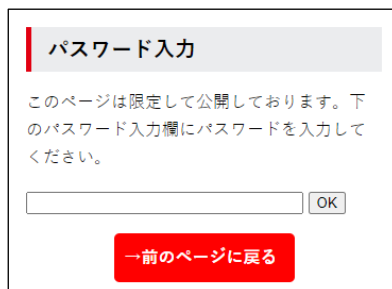 パスワード入力
このページは限定して公開しております。下
のパスワード入力欄にパスワードを入力して
ください。
OK
→前のページに戻る